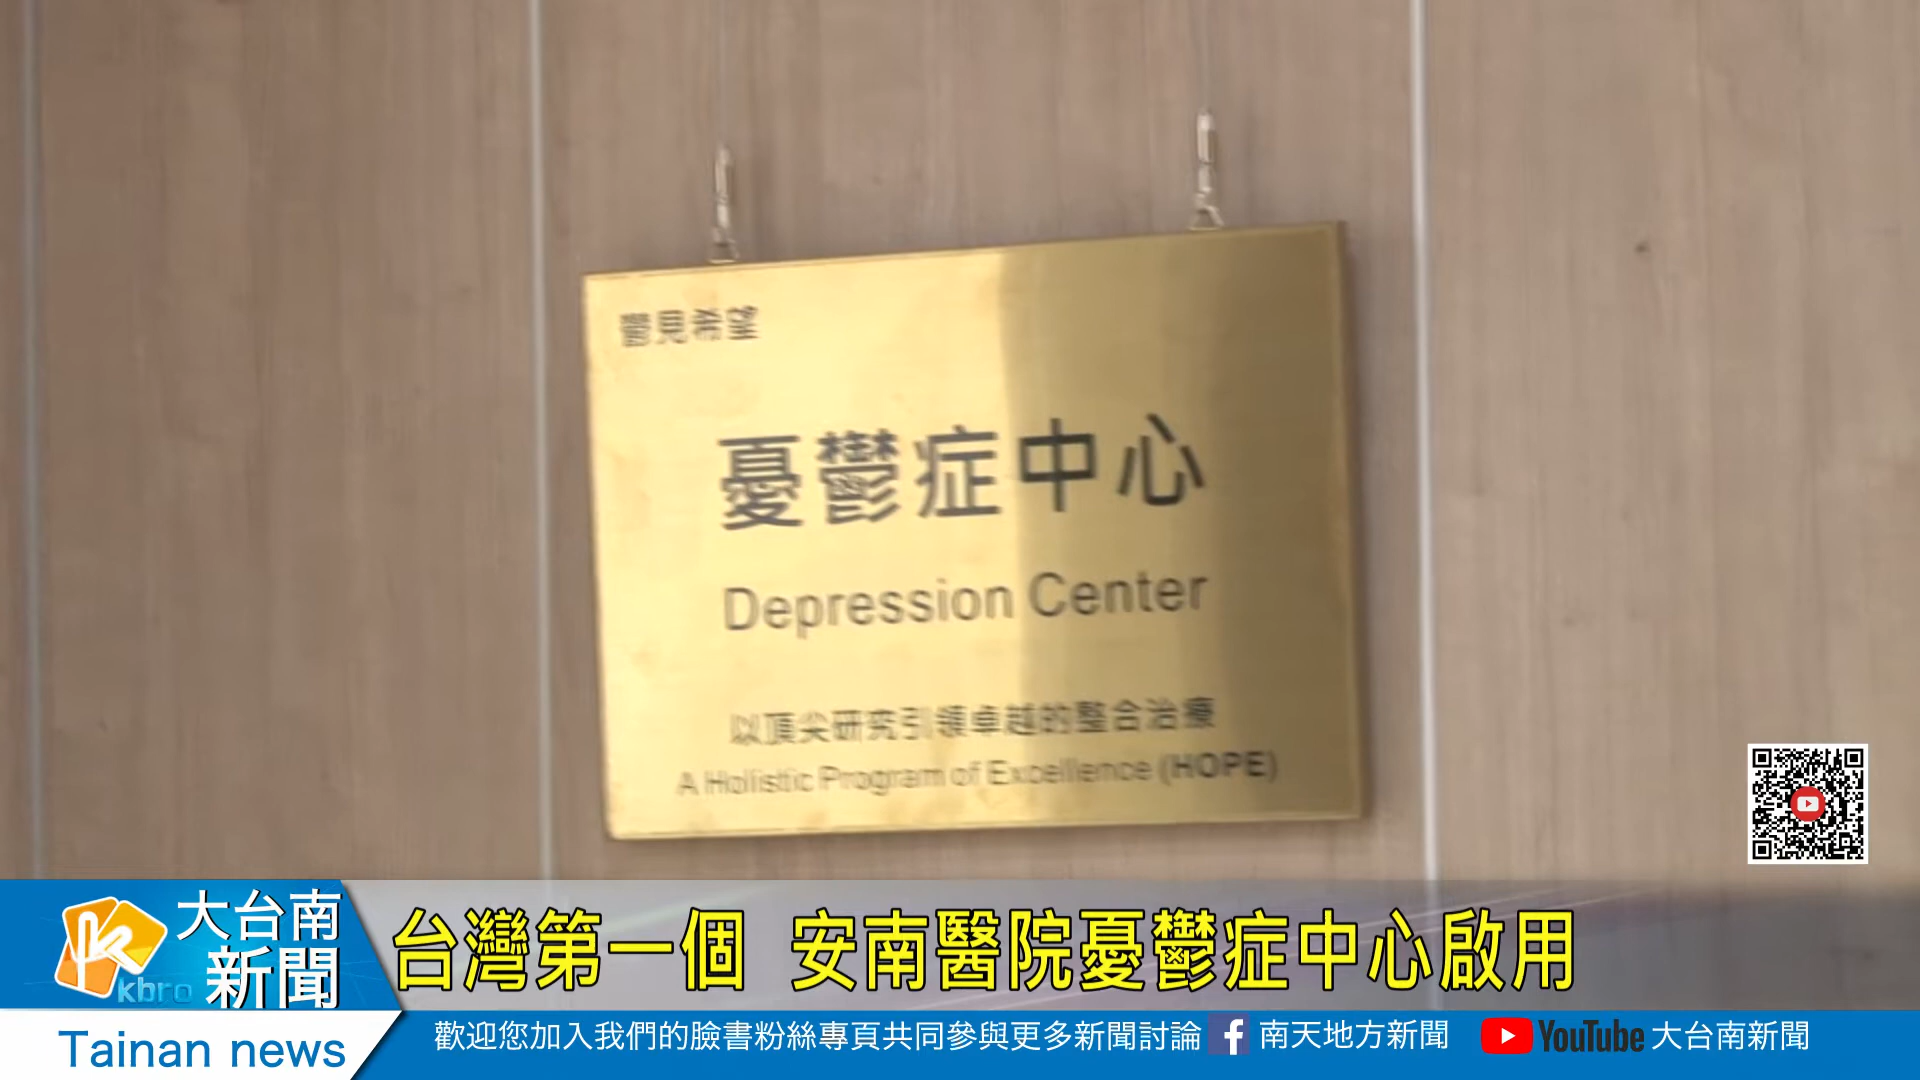 鬱見希望
憂鬱症中心
Depression Center
以頂尖研究引領卓越的整合治療
A Holistic Program of Excellence (HOPE)
大台南
新聞
kbro
台灣第一個 安南醫院憂鬱症中心啟用
Tainan news
歡迎您加入我們的臉書粉絲專頁共同參與更多新聞討論 南天地方新聞 YouTube 大台南新聞